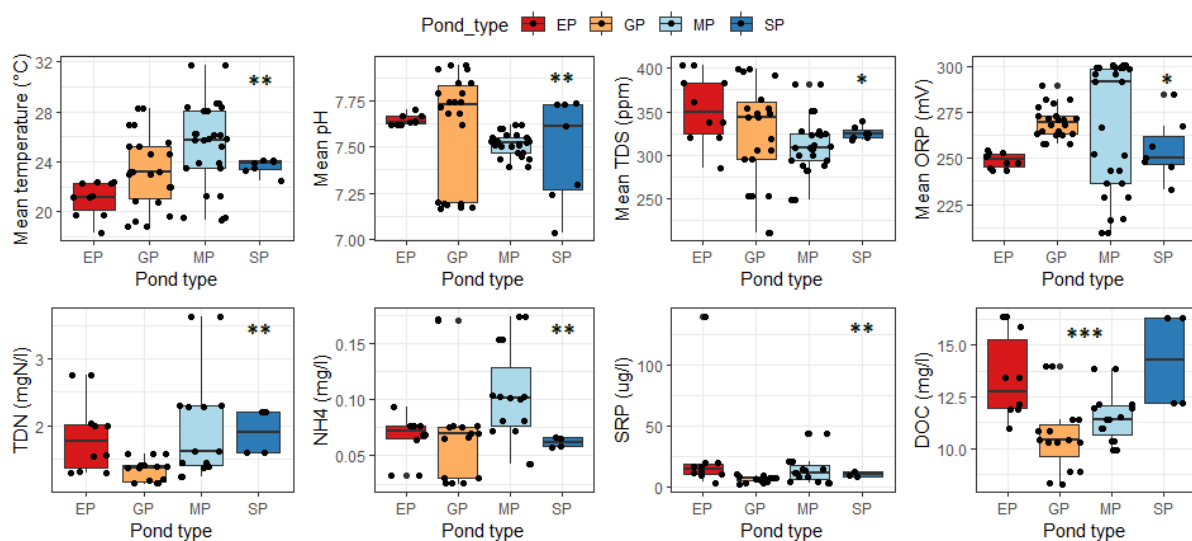 Pond_type EP GP MP SP
Mean temperature (°C)
32
28
24
20
**
EP GP MP SP
Pond type
Mean pH
7.75
7.50
7.25
7.00
**
EP GP MP SP
Pond type
Mean TDS (ppm)
400
350
300
250
*
EP GP MP SP
Pond type
Mean ORP (mV)
300
275
250
225
*
EP GP MP SP
Pond type
TDN (mgN/l)
3
2
1
**
EP GP MP SP
Pond type
NH4 (mg/l)
0.15
0.10
0.05
**
EP GP MP SP
Pond type
SRP (ug/l)
100
50
0
**
EP GP MP SP
Pond type
DOC (mg/l)
15.0
12.5
10.0
***
EP GP MP SP
Pond type